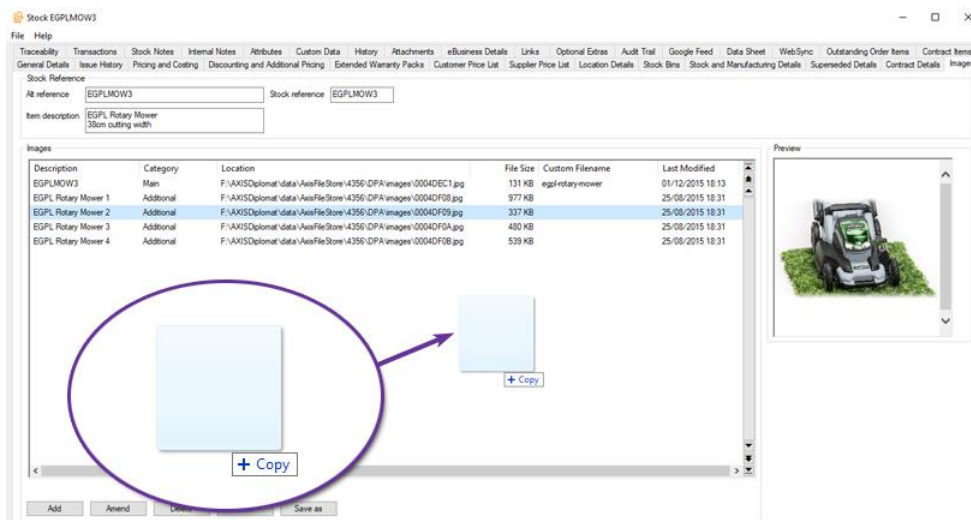 Stock EGPLMOW3
File Help
Traceability Transactions Stock Notes Internal Notes Attributes Custom Data History Attachments eBusiness Details Links Optional Extras Audit Trail Google Feed Data Sheet WebSync Outstanding Order Items Contract Items
General Details Issue History Pricing and Costing Discounting and Additional Pricing Extended Warranty Packs Customer Price List Supplier Price List Location Details Stock Bins Stock and Manufacturing Details Superseded Details Contract Details Images
Stock Reference
Alt reference EGPLMOW3 Stock reference EGPLMOW3
Item description EGPL Rotary Mower
38cm cutting width
Images Preview
Description Category Location File Size Custom Filename Last Modified
EGPLMOW3 Main F:\AXISDiplomat\data\AxisFileStore\4356\DPA\images\0004DEC1.jpg 131 KB egpl-rotary-mower 01/12/2015 18:13
EGPL Rotary Mower 1 Additional F:\AXISDiplomat\data\AxisFileStore\4356\DPA\images\0004DF08.jpg 977 KB 25/08/2015 18:31
EGPL Rotary Mower 2 Additional F:\AXISDiplomat\data\AxisFileStore\4356\DPA\images\0004DF09.jpg 337 KB 25/08/2015 18:31
EGPL Rotary Mower 3 Additional F:\AXISDiplomat\data\AxisFileStore\4356\DPA\images\0004DF0A.jpg 480 KB 25/08/2015 18:31
EGPL Rotary Mower 4 Additional F:\AXISDiplomat\data\AxisFileStore\4356\DPA\images\0004DF0B.jpg 539 KB 25/08/2015 18:31
+ Copy
+ Copy
Add Amend Save as